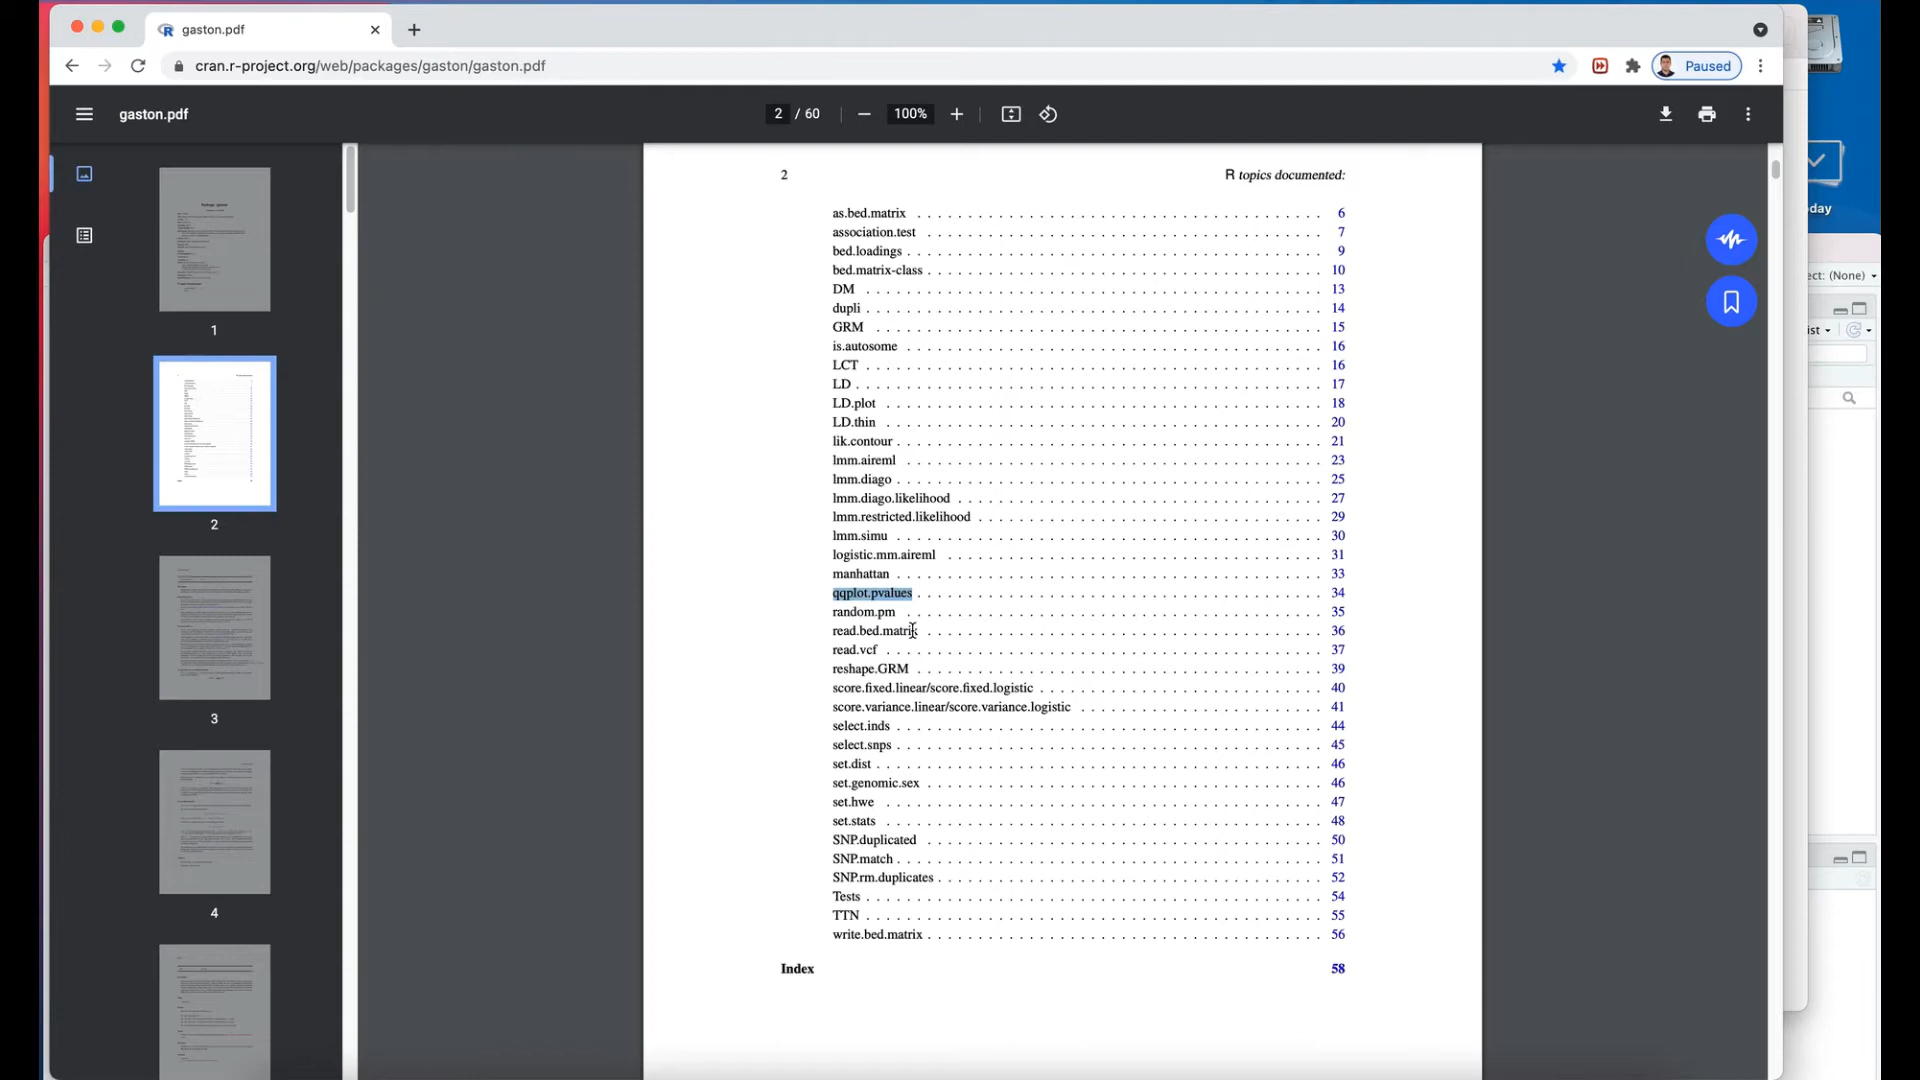 gaston.pdf
cran.r-project.org/web/packages/gaston/gaston.pdf
Paused
gaston.pdf
2 / 60
100%
day
ect: (None)
ist
1
2
3
4
2 R topics documented:
as.bed.matrix . . . 6
association.test . . . 7
bed.loadings . . . 9
bed.matrix-class . . . 10
DM . . . 13
dupli . . . 14
GRM . . . 15
is.autosome . . . 16
LCT . . . 16
LD . . . 17
LD.plot . . . 18
LD.thin . . . 20
lik.contour . . . 21
lmm.aireml . . . 23
lmm.diago . . . 25
lmm.diago.likelihood . . . 27
lmm.restricted.likelihood . . . 29
lmm.simu . . . 30
logistic.mm.aireml . . . 31
manhattan . . . 33
qqplot.pvalues . . . 34
random.pm . . . 35
read.bed.matrix . . . 36
read.vcf . . . 37
reshape.GRM . . . 39
score.fixed.linear/score.fixed.logistic . . . 40
score.variance.linear/score.variance.logistic . . . 41
select.inds . . . 44
select.snps . . . 45
set.dist . . . 46
set.genomic.sex . . . 46
set.hwe . . . 47
set.stats . . . 48
SNP.duplicated . . . 50
SNP.match . . . 51
SNP.rm.duplicates . . . 52
Tests . . . 54
TTN . . . 55
write.bed.matrix . . . 56
Index 58